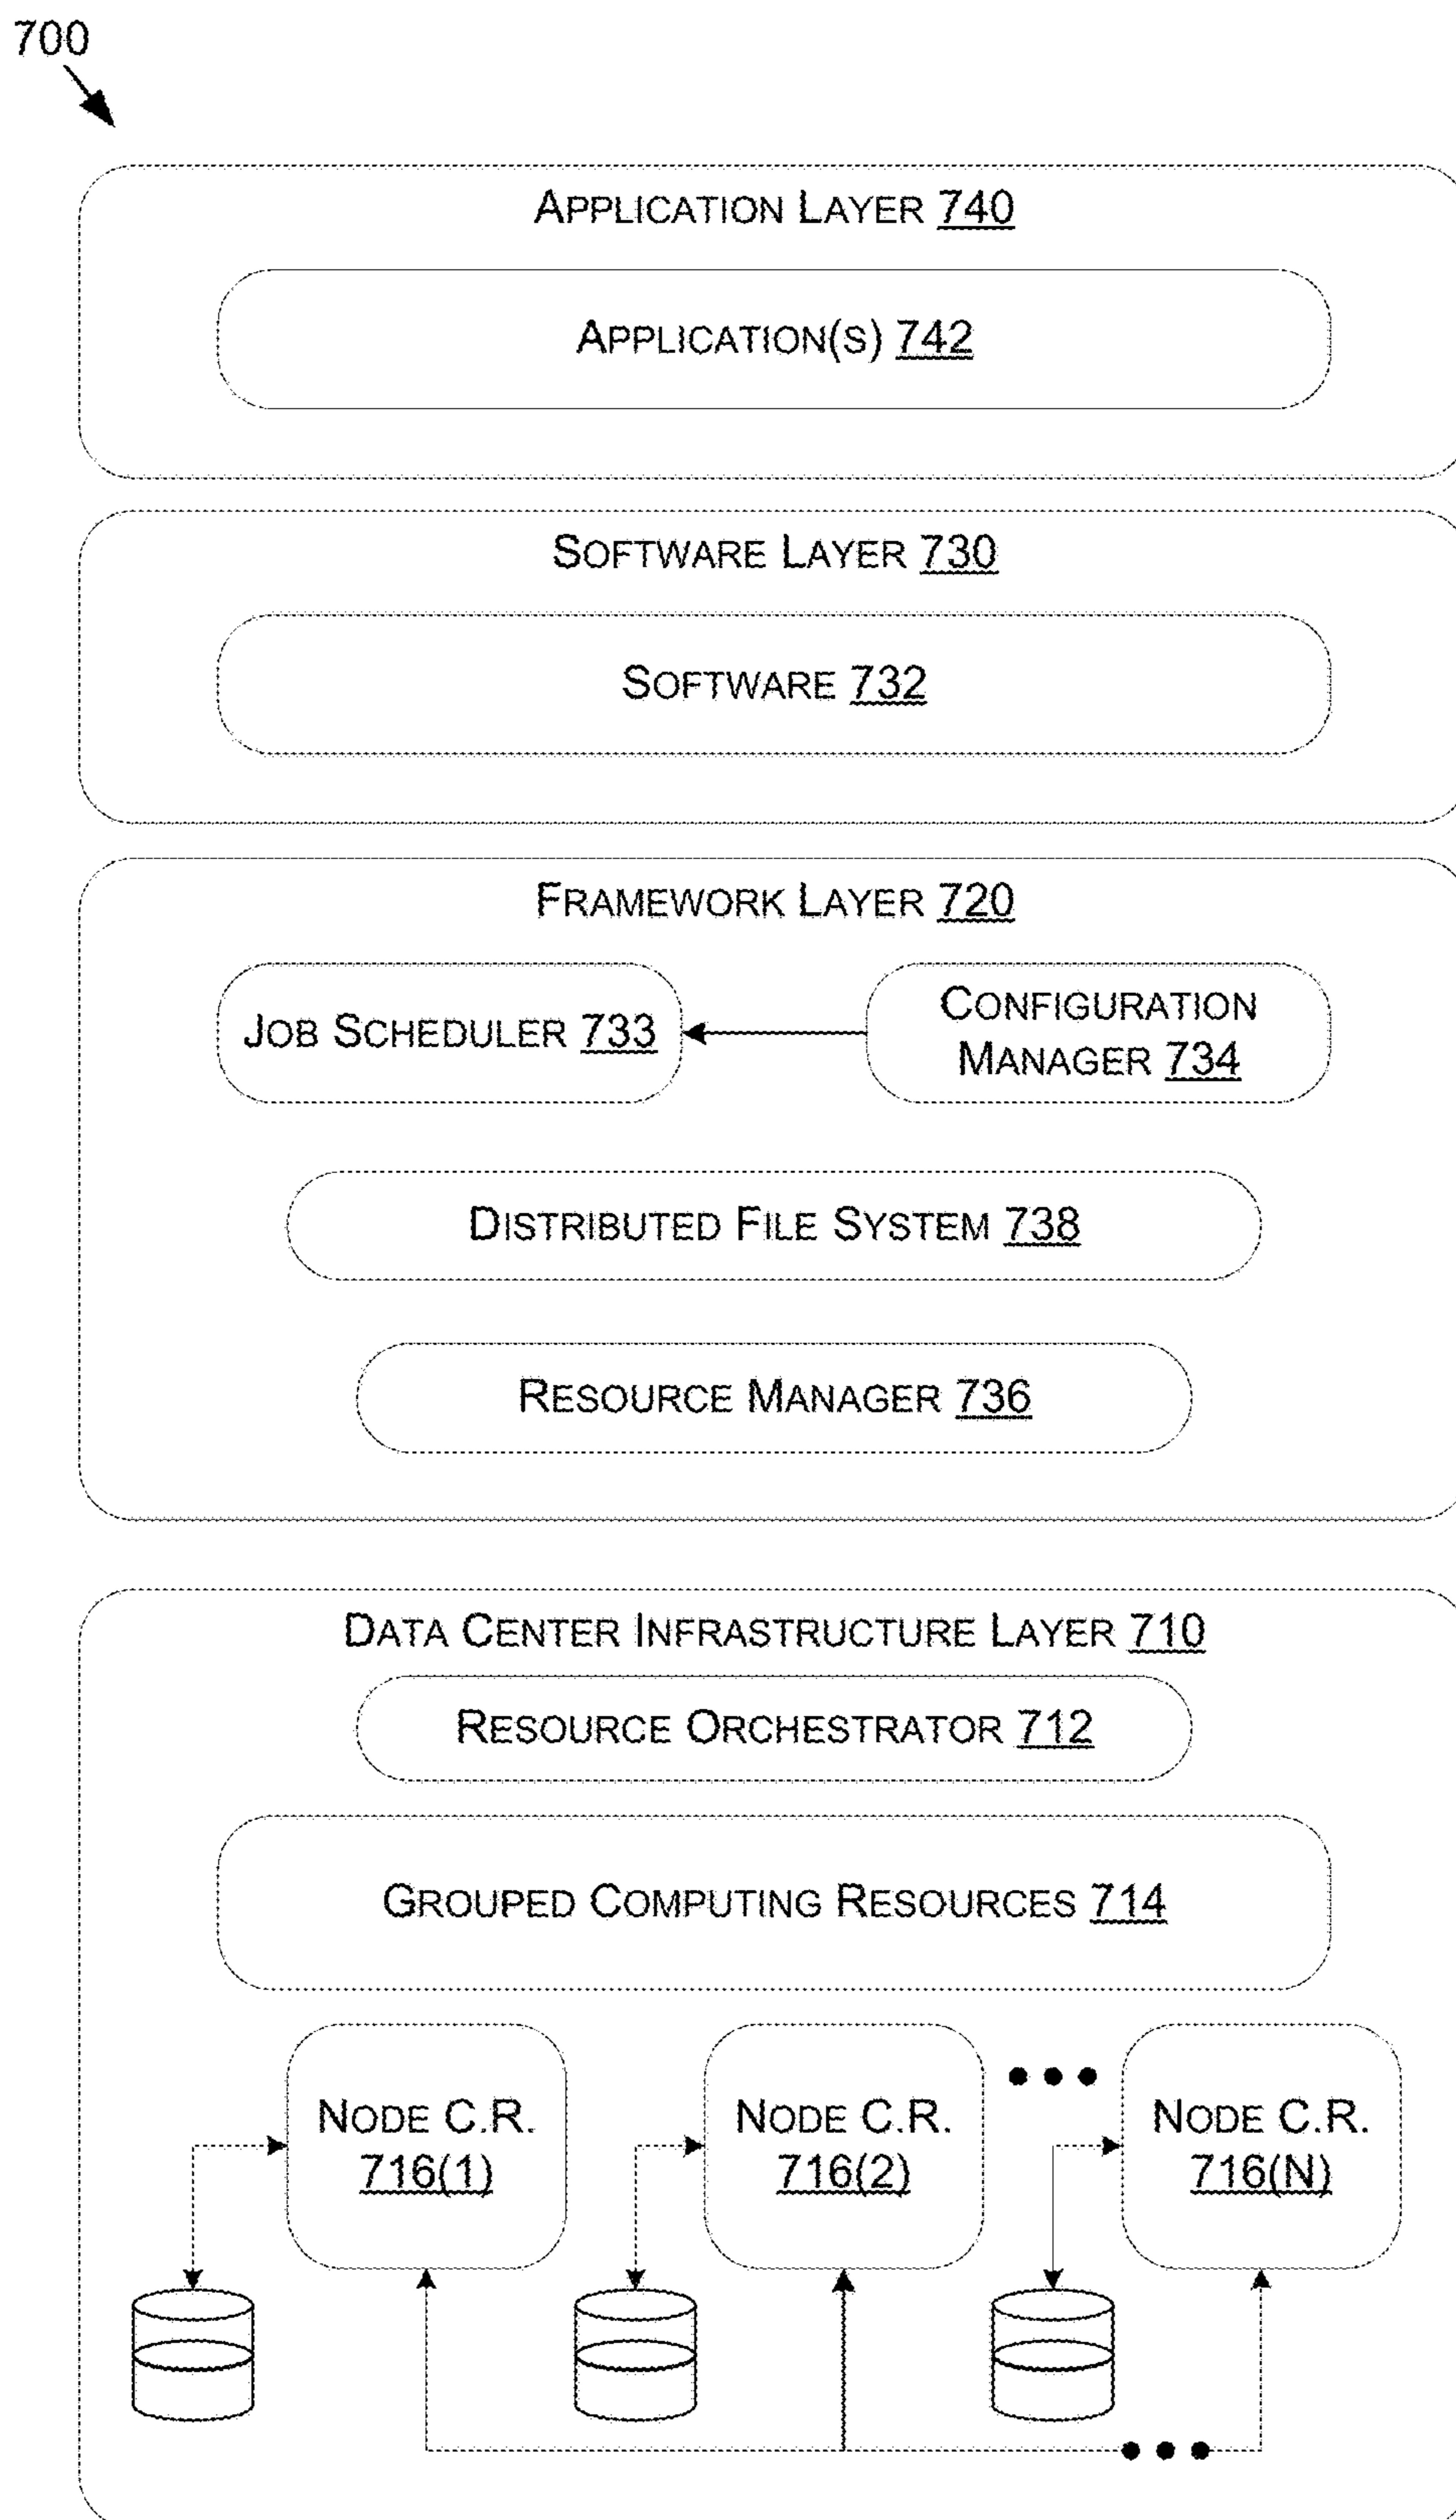 700
APPLICATION LAYER 740
APPLICATION(S) 742
SOFTWARE LAYER 730
SOFTWARE 732
FRAMEWORK LAYER 720
JOB SCHEDULER 733
CONFIGURATION
MANAGER 734
DISTRIBUTED FILE SYSTEM 738
RESOURCE MANAGER 736
DATA CENTER INFRASTRUCTURE LAYER 710
RESOURCE ORCHESTRATOR 712
GROUPED COMPUTING RESOURCES 714
NODE C.R.
716(1)
NODE C.R.
716(2)
NODE C.R.
716(N)